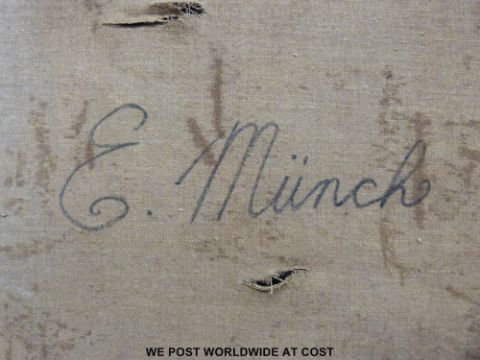 E. Münch
WE POST WORLDWIDE AT COST